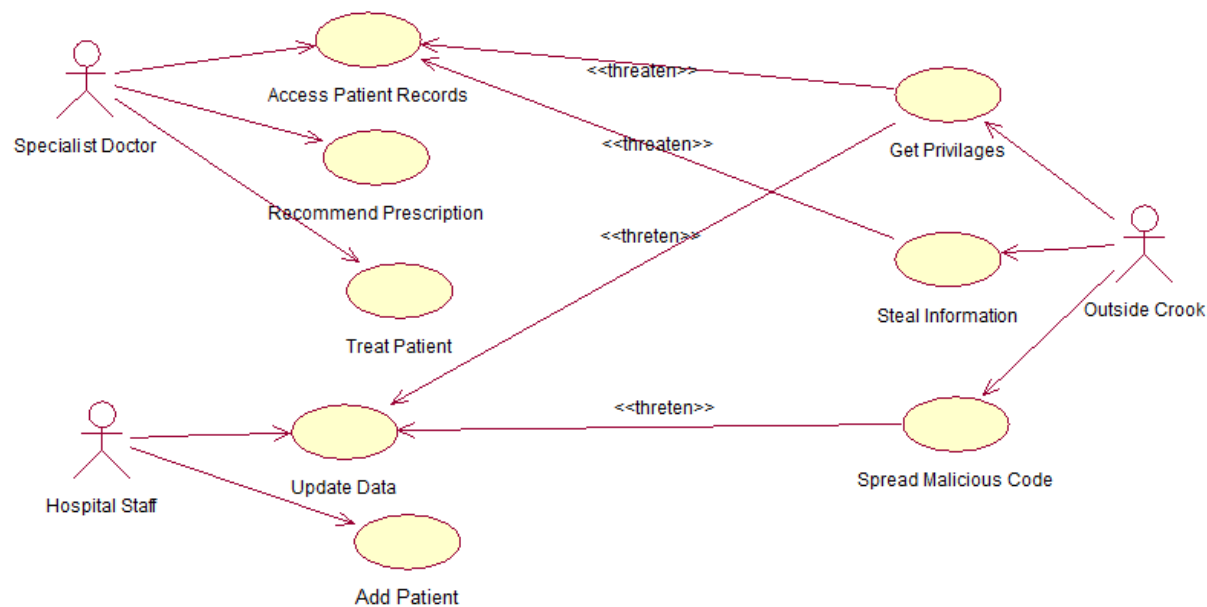 <<threaten>>
Access Patient Records
Specialist Doctor
<<threaten>>
Get Privilages
Recommend Prescription
<<threten>>
Steal Information
Outside Crook
Treat Patient
<<threten>>
Update Data
Spread Malicious Code
Hospital Staff
Add Patient